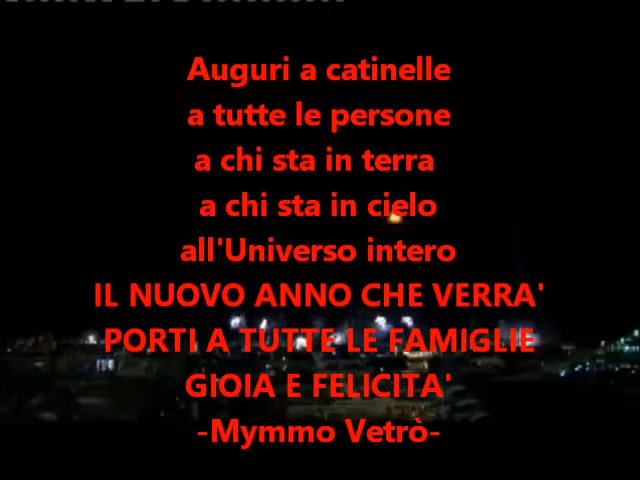 Auguri a catinelle
a tutte le persone
a chi sta in terra
a chi sta in cielo
all'Universo intero
IL NUOVO ANNO CHE VERRA'
PORTI A TUTTE LE FAMIGLIE
GIOIA E FELICITA'
-Mymmo Vetrò-